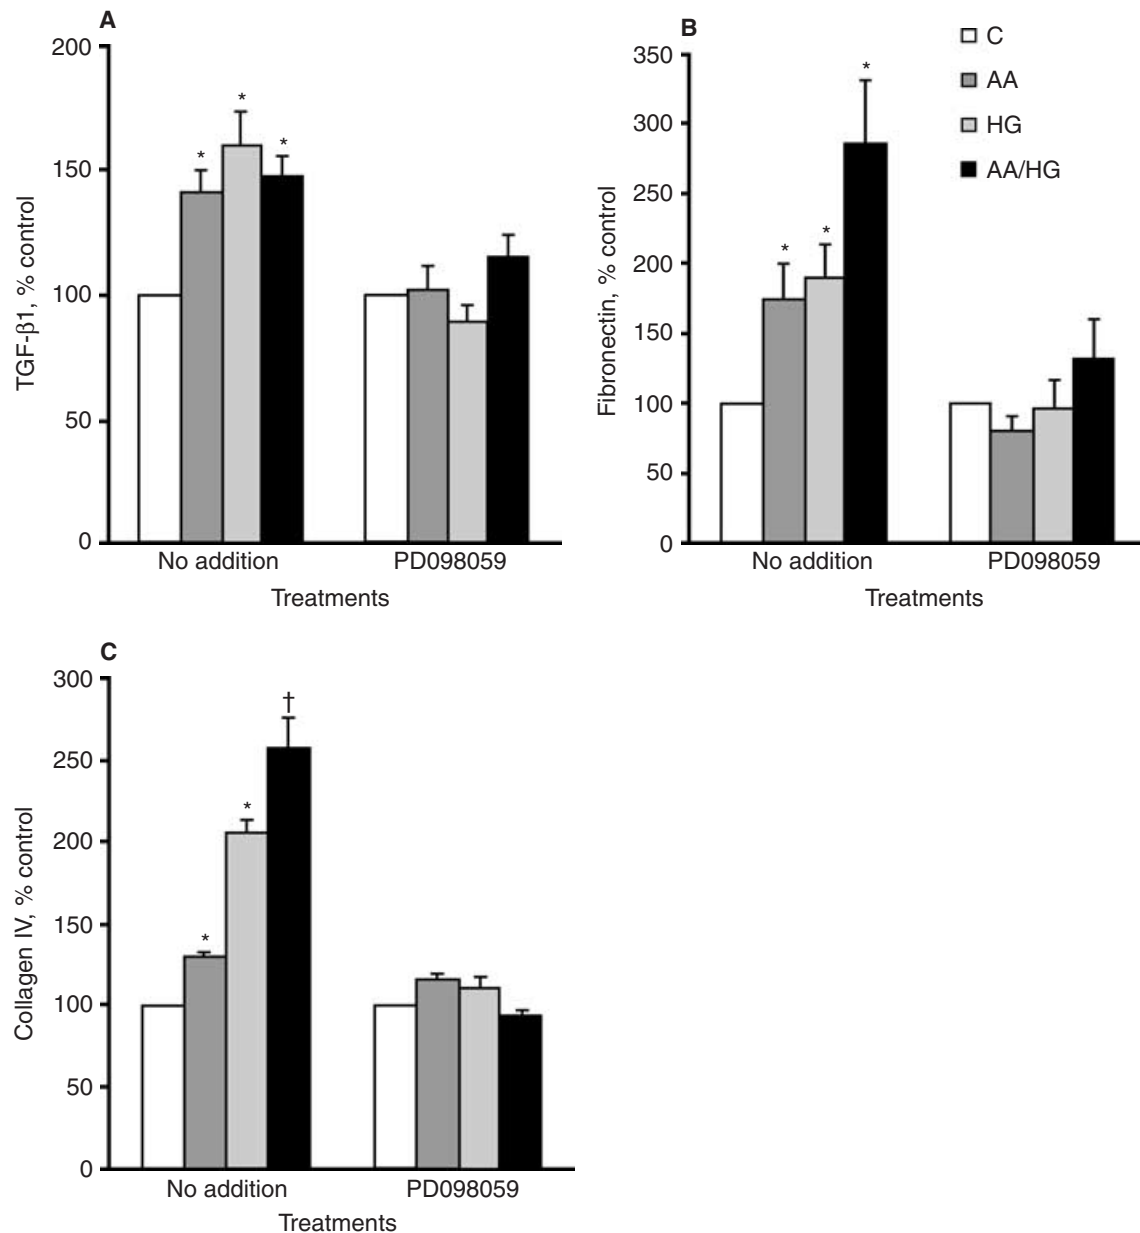 A
200
150
100
50
0
TGF-β1, % control
*
*
*
No addition
PD098059
Treatments
B
350
300
250
200
150
100
50
0
Fibronectin, % control
*
*
*
No addition
PD098059
Treatments
C
AA
HG
AA/HG
C
300
250
200
150
100
50
0
Collagen IV, % control
*
*
†
No addition
PD098059
Treatments